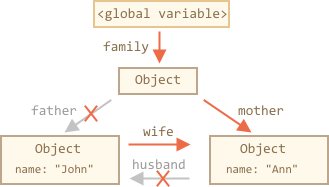 <global variable>
family
Object
father
mother
wife
Object
name: "John"
husband
Object
name: "Ann"